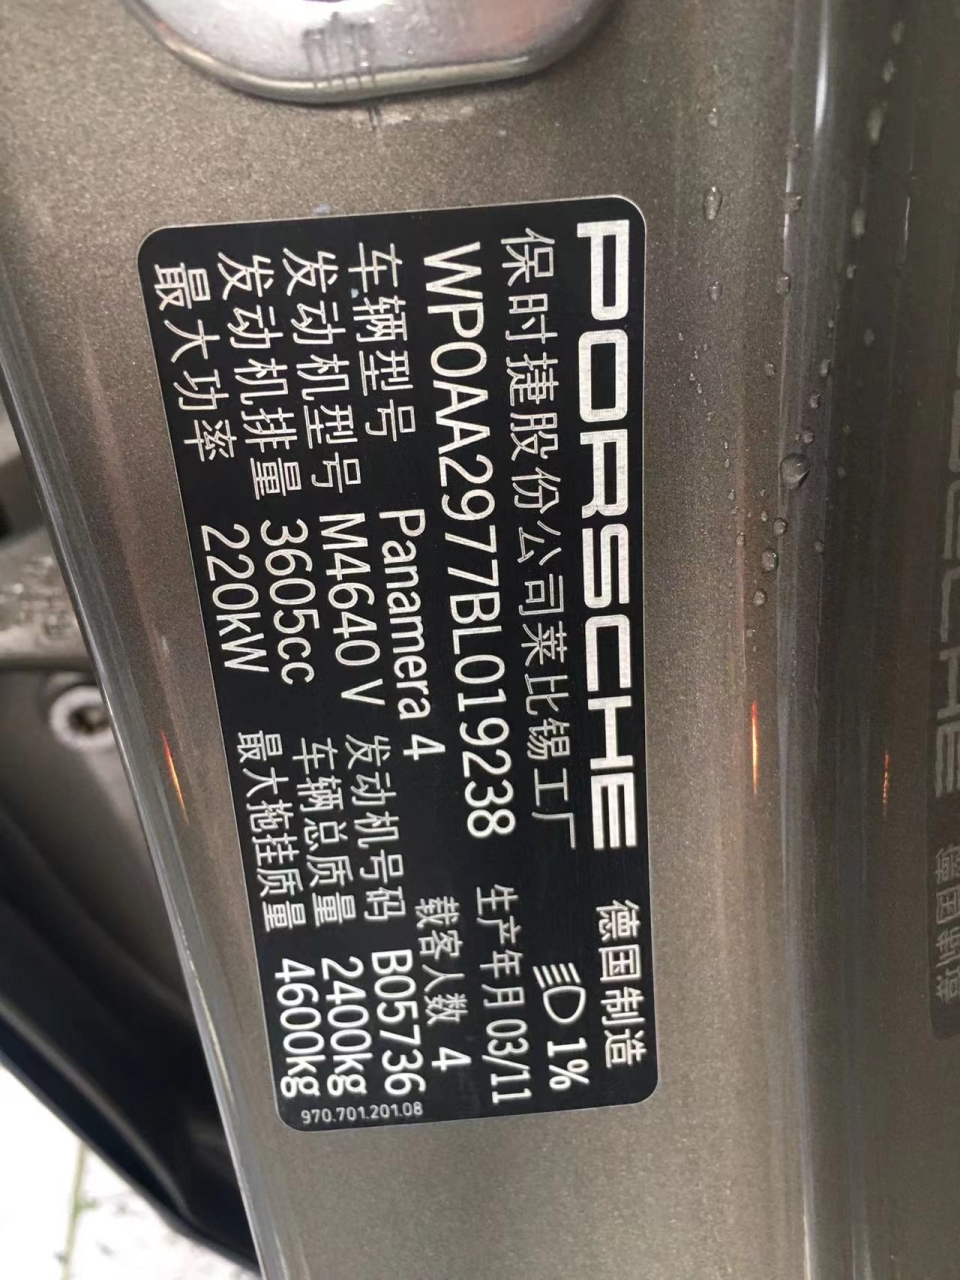 PORSCHE 德国制造
保时捷股份公司莱比锡工厂 1%
WP0AA2977BL019238 生产年月 03/11
车辆型号 Panamera 4 载客人数 4
发动机型号 M4640 V 发动机号码 B05736
发动机排量 3605cc 车辆总质量 2400kg
最大功率 220kW 最大拖挂质量 4600kg
970.701.201.08